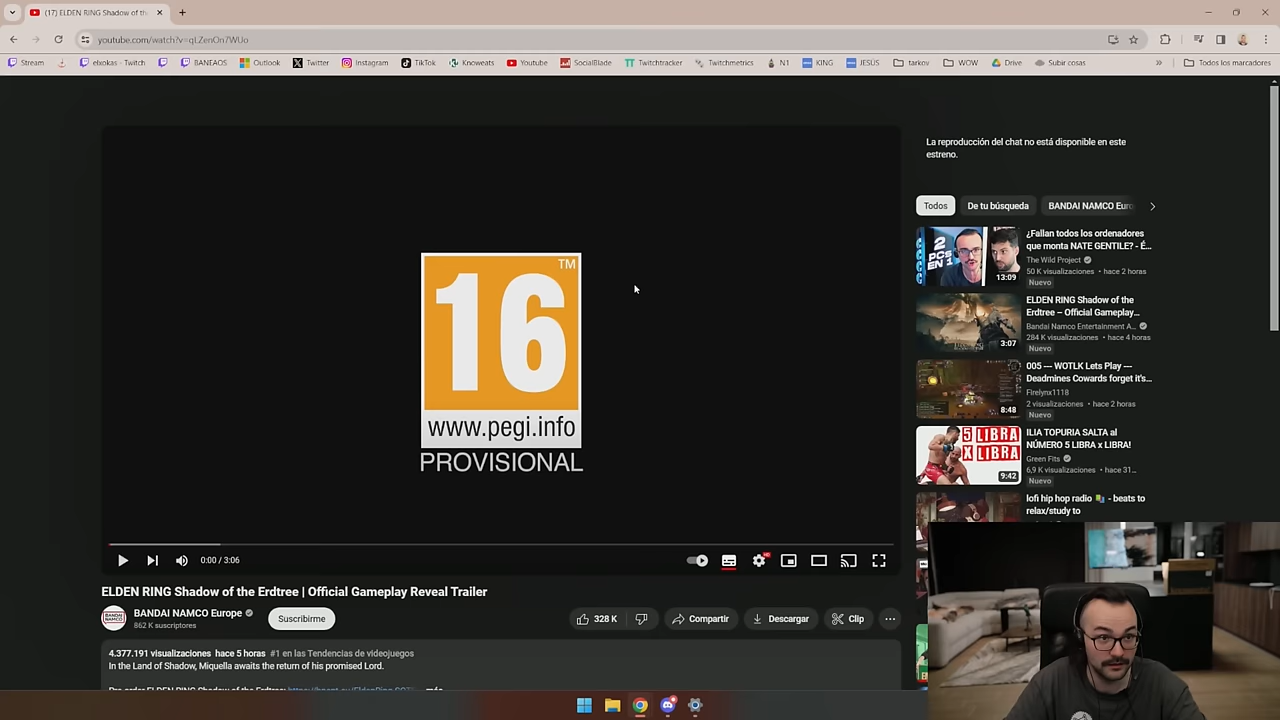 (17) ELDEN RING Shadow of th
youtube.com/watch?v=qLZenOn7WUo
Stream
elxokas - Twitch
BANEAOS
Outlook
Twitter
Instagram
TikTok
Knoweats
Youtube
SocialBlade
Twitchtracker
Twitchmetrics
N1
KING
JESÚS
tarkov
WOW
Drive
Subir cosas
»
Todos los marcadores
16
TM
www.pegi.info
PROVISIONAL
0:00 / 3:06
ELDEN RING Shadow of the Erdtree | Official Gameplay Reveal Trailer
BANDAI NAMCO Europe
862 K suscriptores
Suscribirme
328 K
Compartir
Descargar
Clip
4.377.191 visualizaciones hace 5 horas #1 en las Tendencias de videojuegos
In the Land of Shadow, Miquella awaits the return of his promised Lord.
La reproducción del chat no está disponible en este
estreno.
Todos
De tu búsqueda
BANDAI NAMCO Euro
2
PCs
EN 1
13:09
¿Fallan todos los ordenadores
que monta NATE GENTILE? - É...
The Wild Project
50 K visualizaciones • hace 2 horas
Nuevo
3:07
ELDEN RING Shadow of the
Erdtree – Official Gameplay...
Bandai Namco Entertainment A...
284 K visualizaciones • hace 4 horas
Nuevo
8:48
005 --- WOTLK Lets Play ---
Deadmines Cowards forget it's...
Firelynx1118
2 visualizaciones • hace 2 horas
Nuevo
5 LIBRA
X LIBRA
9:42
ILIA TOPURIA SALTA al
NÚMERO 5 LIBRA x LIBRA!
Green Fits
6,9 K visualizaciones • hace 31...
Nuevo
lofi hip hop radio 📚 - beats to
relax/study to